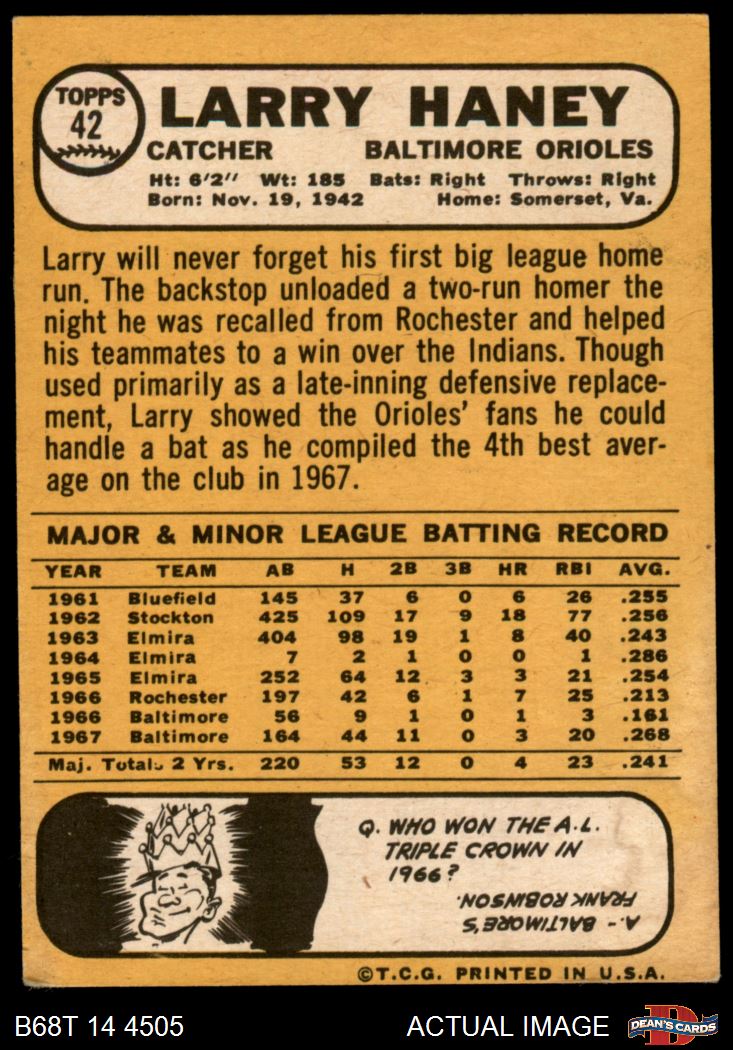 TOPPS
42
LARRY HANEY
CATCHER BALTIMORE ORIOLES
Ht: 6'2" Wt: 185 Bats: Right Throws: Right
Born: Nov. 19, 1942 Home: Somerset, Va.
Larry will never forget his first big league home
run. The backstop unloaded a two-run homer the
night he was recalled from Rochester and helped
his teammates to a win over the Indians. Though
used primarily as a late-inning defensive replace-
ment, Larry showed the Orioles' fans he could
handle a bat as he compiled the 4th best aver-
age on the club in 1967.
MAJOR & MINOR LEAGUE BATTING RECORD
YEAR TEAM AB H 2B 3B HR RBI AVG.
1961 Bluefield 145 37 6 0 6 26 .255
1962 Stockton 425 109 17 9 18 77 .256
1963 Elmira 404 98 19 1 8 40 .243
1964 Elmira 7 2 1 0 0 1 .286
1965 Elmira 252 64 12 3 3 21 .254
1966 Rochester 197 42 6 1 7 25 .213
1966 Baltimore 56 9 1 0 1 3 .161
1967 Baltimore 164 44 11 0 3 20 .268
Maj. Totals 2 Yrs. 220 53 12 0 4 23 .241
Q. WHO WON THE A.L.
TRIPLE CROWN IN
1966?
A.- BALTIMORE'S
FRANK ROBINSON.
©T.C.G. PRINTED IN U.S.A.
B68T 14 4505 ACTUAL IMAGE DEAN'S CARDS